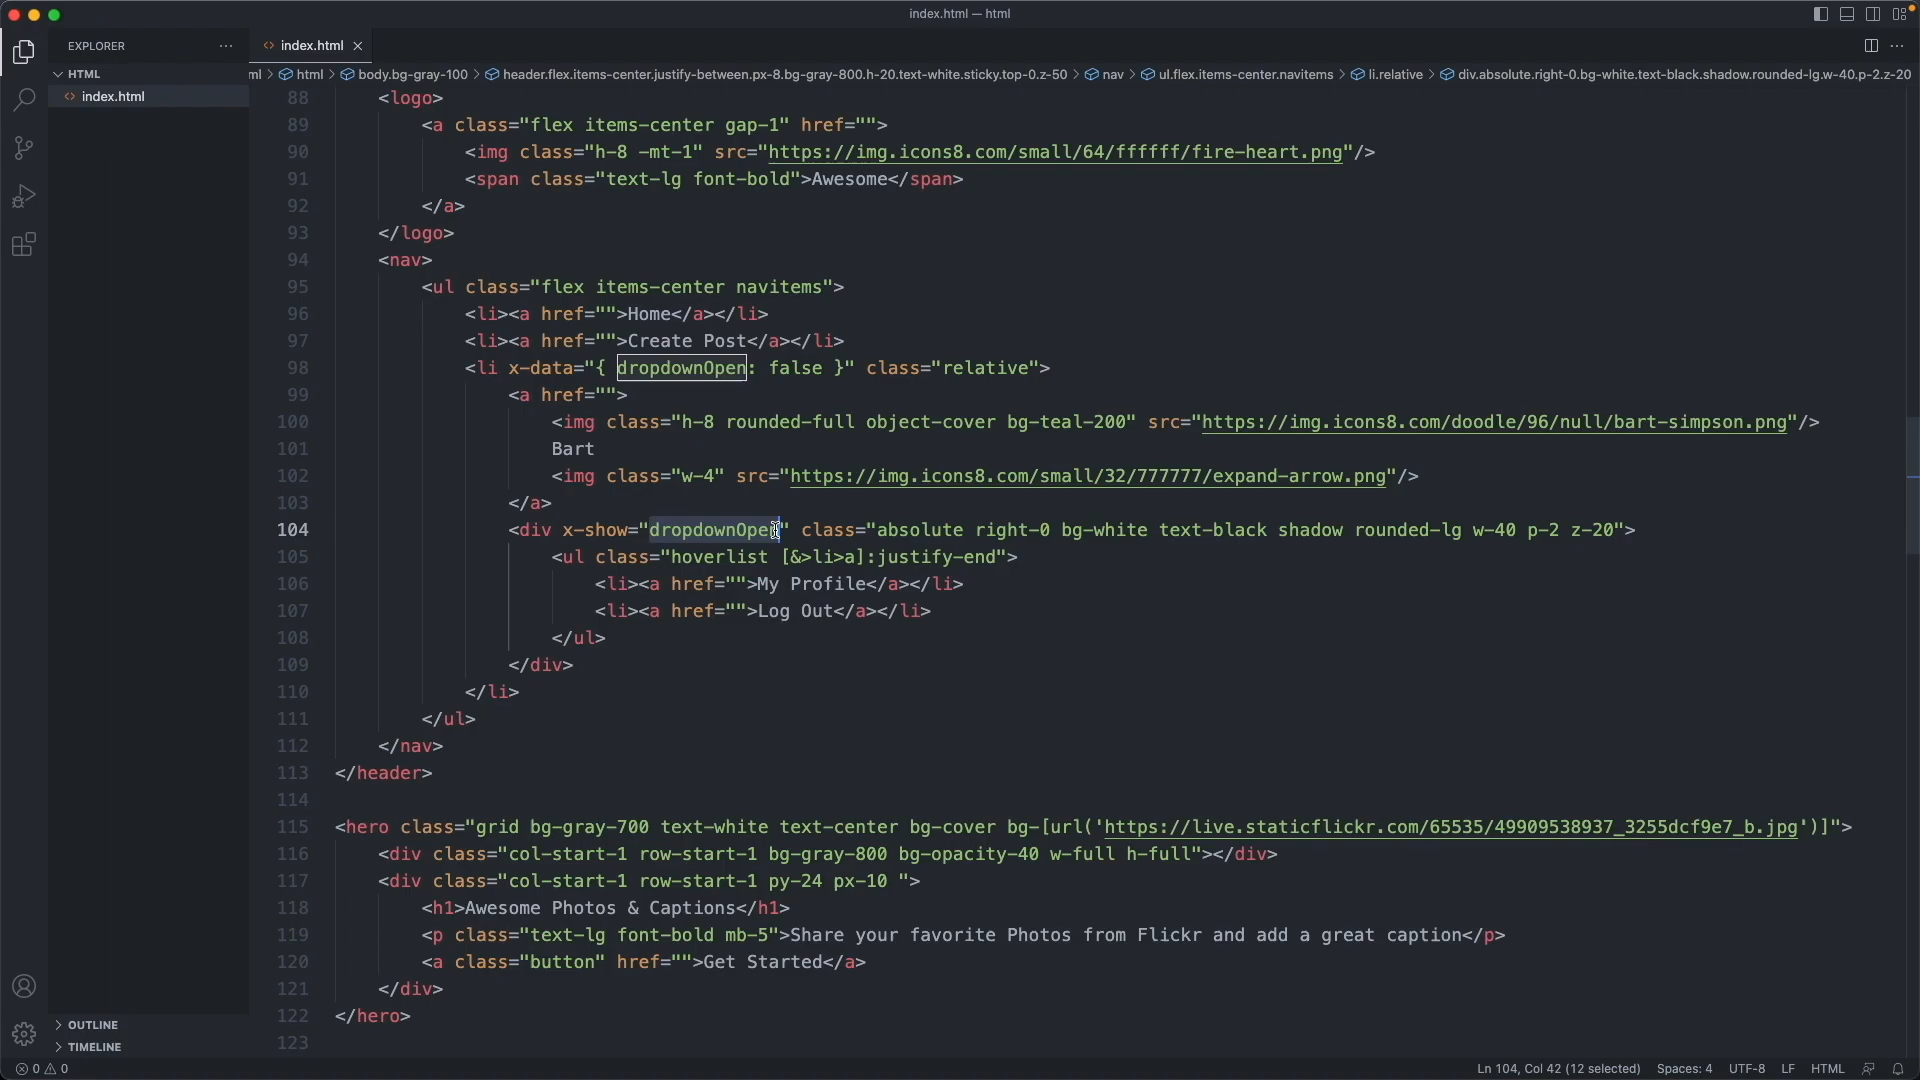 index.html — html
EXPLORER
HTML
index.html
OUTLINE
TIMELINE
index.html
ml > html > body.bg-gray-100 > header.flex.items-center.justify-between.px-8.bg-gray-800.h-20.text-white.sticky.top-0.z-50 > nav > ul.flex.items-center.navitems > li.relative > div.absolute.right-0.bg-white.text-black.shadow.rounded-lg.w-40.p-2.z-20
88 <logo>
89 <a class="flex items-center gap-1" href="">
90 <img class="h-8 -mt-1" src="https://img.icons8.com/small/64/ffffff/fire-heart.png"/>
91 <span class="text-lg font-bold">Awesome</span>
92 </a>
93 </logo>
94 <nav>
95 <ul class="flex items-center navitems">
96 <li><a href="">Home</a></li>
97 <li><a href="">Create Post</a></li>
98 <li x-data="{ dropdownOpen: false }" class="relative">
99 <a href="">
100 <img class="h-8 rounded-full object-cover bg-teal-200" src="https://img.icons8.com/doodle/96/null/bart-simpson.png"/>
101 Bart
102 <img class="w-4" src="https://img.icons8.com/small/32/777777/expand-arrow.png"/>
103 </a>
104 <div x-show="dropdownOpen" class="absolute right-0 bg-white text-black shadow rounded-lg w-40 p-2 z-20">
105 <ul class="hoverlist [&>li>a]:justify-end">
106 <li><a href="">My Profile</a></li>
107 <li><a href="">Log Out</a></li>
108 </ul>
109 </div>
110 </li>
111 </ul>
112 </nav>
113 </header>
114
115 <hero class="grid bg-gray-700 text-white text-center bg-cover bg-[url('https://live.staticflickr.com/65535/49909538937_3255dcf9e7_b.jpg')]">
116 <div class="col-start-1 row-start-1 bg-gray-800 bg-opacity-40 w-full h-full"></div>
117 <div class="col-start-1 row-start-1 py-24 px-10 ">
118 <h1>Awesome Photos & Captions</h1>
119 <p class="text-lg font-bold mb-5">Share your favorite Photos from Flickr and add a great caption</p>
120 <a class="button" href="">Get Started</a>
121 </div>
122 </hero>
123
0 0
Ln 104, Col 42 (12 selected) Spaces: 4 UTF-8 LF HTML